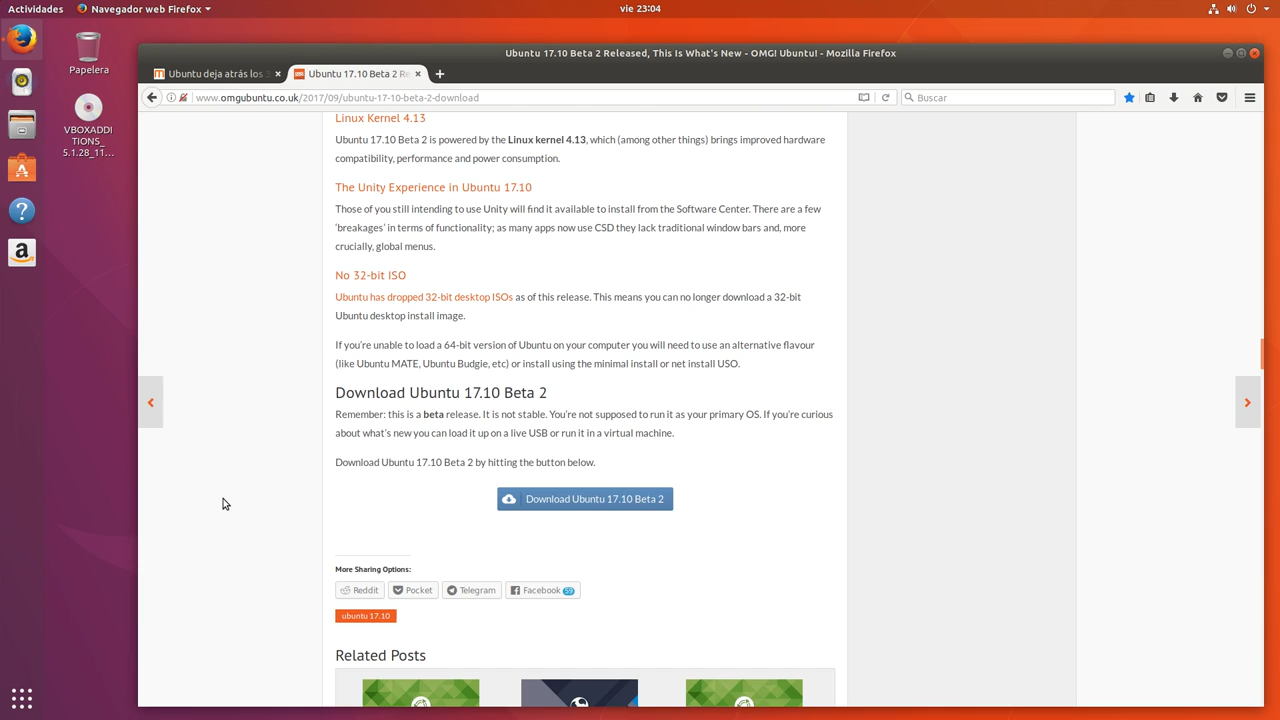 Actividades
Navegador web Firefox
vie 23:04
Ubuntu 17.10 Beta 2 Released, This Is What's New - OMG! Ubuntu! - Mozilla Firefox
Papelera
Ubuntu deja atrás los
Ubuntu 17.10 Beta 2 Re
www.omgubuntu.co.uk/2017/09/ubuntu-17-10-beta-2-download
Buscar
VBOXADDI
TIONS_
5.1.28_11...
Linux Kernel 4.13
Ubuntu 17.10 Beta 2 is powered by the Linux kernel 4.13, which (among other things) brings improved hardware
compatibility, performance and power consumption.
The Unity Experience in Ubuntu 17.10
Those of you still intending to use Unity will find it available to install from the Software Center. There are a few
‘breakages’ in terms of functionality; as many apps now use CSD they lack traditional window bars and, more
crucially, global menus.
No 32-bit ISO
Ubuntu has dropped 32-bit desktop ISOs as of this release. This means you can no longer download a 32-bit
Ubuntu desktop install image.
If you’re unable to load a 64-bit version of Ubuntu on your computer you will need to use an alternative flavour
(like Ubuntu MATE, Ubuntu Budgie, etc) or install using the minimal install or net install USO.
Download Ubuntu 17.10 Beta 2
Remember: this is a beta release. It is not stable. You’re not supposed to run it as your primary OS. If you’re curious
about what’s new you can load it up on a live USB or run it in a virtual machine.
Download Ubuntu 17.10 Beta 2 by hitting the button below.
Download Ubuntu 17.10 Beta 2
More Sharing Options:
Reddit
Pocket
Telegram
Facebook 59
ubuntu 17.10
Related Posts